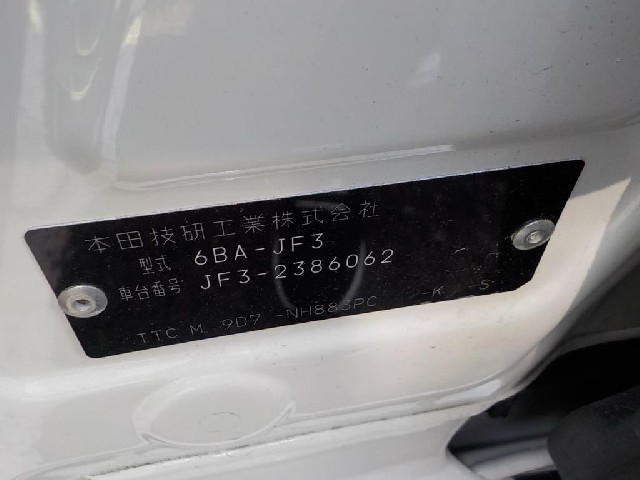 本田技研工業株式会社
型式 6BA-JF3
車台番号 JF3-2386062
TTC M 9D7 -NH883PC -K -S